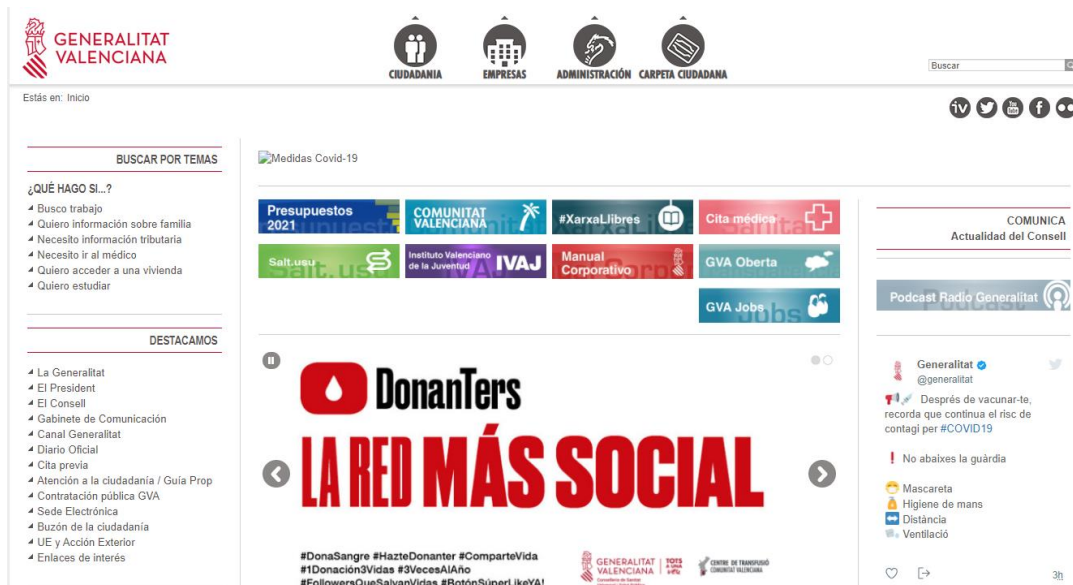 GENERALITAT
VALENCIANA
CIUDADANIA
EMPRESAS
ADMINISTRACIÓN
CARPETA CIUDADANA
Buscar
Estás en: Inicio
BUSCAR POR TEMAS
¿QUÉ HAGO SI...?
Busco trabajo
Quiero información sobre familia
Necesito información tributaria
Necesito ir al médico
Quiero acceder a una vivienda
Quiero estudiar
DESTACAMOS
La Generalitat
El President
El Consell
Gabinete de Comunicación
Canal Generalitat
Diario Oficial
Cita previa
Atención a la ciudadanía / Guía Prop
Contratación pública GVA
Sede Electrónica
Buzón de la ciudadanía
UE y Acción Exterior
Enlaces de interés
Medidas Covid-19
Presupuestos
2021
COMUNITAT
VALENCIANA
#XarxaLlibres
Cita médica
Salt.usu
Instituto Valenciano
de la Juventud
IVAJ
Manual
Corporativo
GVA Oberta
GVA Jobs
DonanTers
LA RED MÁS SOCIAL
#DonaSangre #HazteDonanter #ComparteVida
#1Donación3Vidas #3VecesAlAño
#FollowersQueSalvanVidas #BotónSúperLikeYA!
GENERALITAT
VALENCIANA
TOTS
A UNA
CENTRE DE TRANSFUSIÓ
COMUNITAT VALENCIANA
COMUNICA
Actualidad del Consell
Podcast Radio Generalitat
Generalitat
@generalitat
Després de vacunar-te,
recorda que continua el risc de
contagi per #COVID19
No abaixes la guàrdia
Mascareta
Higiene de mans
Distància
Ventilació
3h